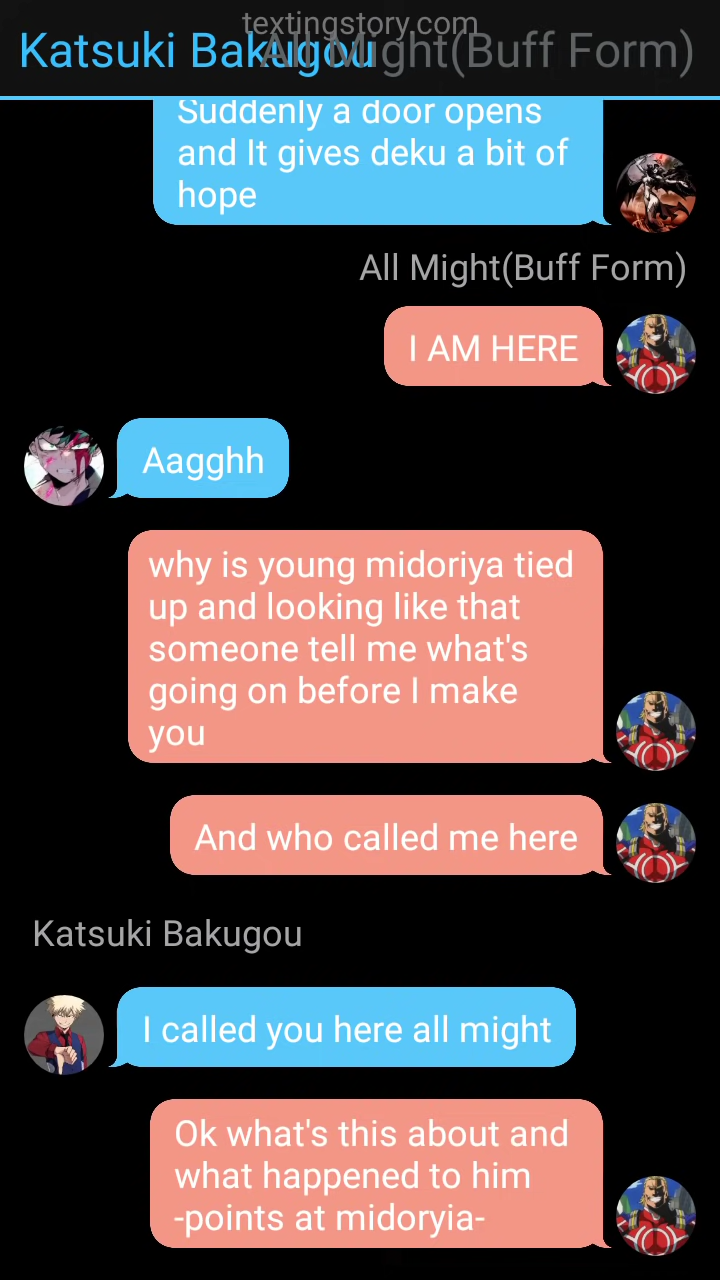 textingstory.com
Katsuki Bakugou
All Might(Buff Form)
Suddenly a door opens
and It gives deku a bit of
hope
All Might(Buff Form)
I AM HERE
Aagghh
why is young midoriya tied
up and looking like that
someone tell me what's
going on before I make
you
And who called me here
Katsuki Bakugou
I called you here all might
Ok what's this about and
what happened to him
-points at midoryia-